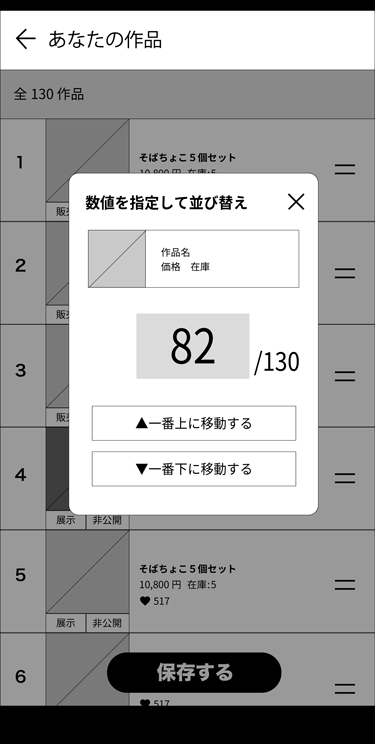 あなたの作品
全 130 作品
1
そばちょこ５個セット
10,800 円 在庫:5
販売
数値を指定して並び替え
作品名
価格 在庫
82
/130
▲一番上に移動する
▼一番下に移動する
2
販売
3
販売
4
展示 非公開
5
そばちょこ５個セット
10,800 円 在庫:5
♥ 517
展示 非公開
6
保存する
♥ 517